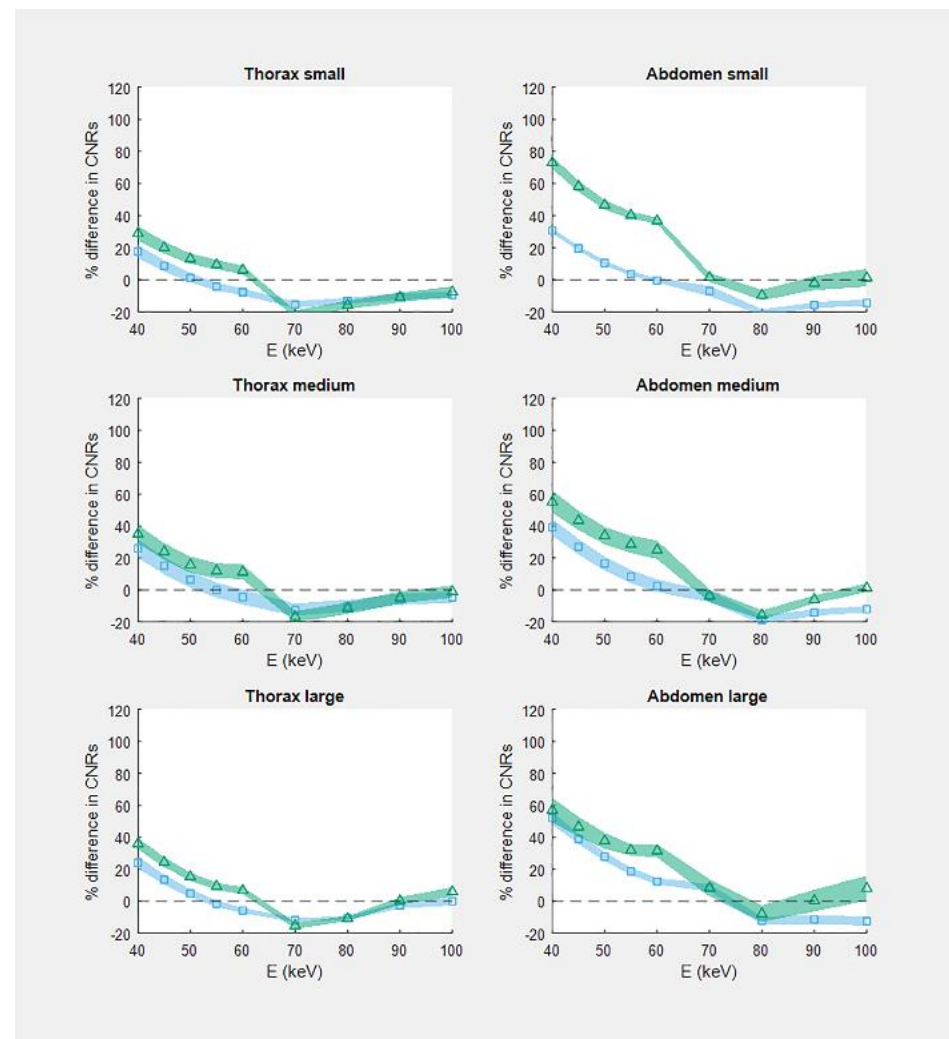 Thorax small
120
100
80
60
40
20
0
-20
% difference in CNRs
40 50 60 70 80 90 100
E (keV)
Abdomen small
120
100
80
60
40
20
0
-20
% difference in CNRs
40 50 60 70 80 90 100
E (keV)
Thorax medium
120
100
80
60
40
20
0
-20
% difference in CNRs
40 50 60 70 80 90 100
E (keV)
Abdomen medium
120
100
80
60
40
20
0
-20
% difference in CNRs
40 50 60 70 80 90 100
E (keV)
Thorax large
120
100
80
60
40
20
0
-20
% difference in CNRs
40 50 60 70 80 90 100
E (keV)
Abdomen large
120
100
80
60
40
20
0
-20
% difference in CNRs
40 50 60 70 80 90 100
E (keV)